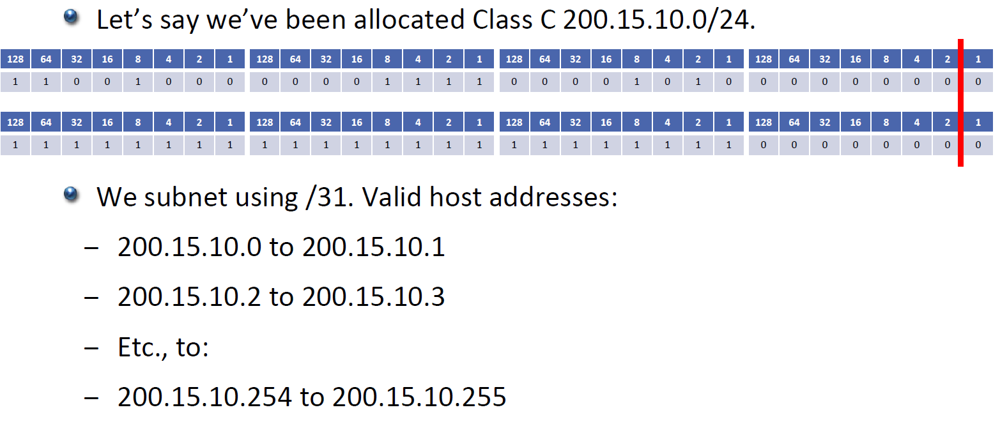 Let’s say we’ve been allocated Class C 200.15.10.0/24.
128 64 32 16 8 4 2 1 128 64 32 16 8 4 2 1 128 64 32 16 8 4 2 1 128 64 32 16 8 4 2 1
1 1 0 0 1 0 0 0 0 0 0 0 1 1 1 1 0 0 0 0 1 0 1 0 0 0 0 0 0 0 0 0
128 64 32 16 8 4 2 1 128 64 32 16 8 4 2 1 128 64 32 16 8 4 2 1 128 64 32 16 8 4 2 1
1 1 1 1 1 1 1 1 1 1 1 1 1 1 1 1 1 1 1 1 1 1 1 1 0 0 0 0 0 0 0 0
We subnet using /31. Valid host addresses:
– 200.15.10.0 to 200.15.10.1
– 200.15.10.2 to 200.15.10.3
– Etc., to:
– 200.15.10.254 to 200.15.10.255